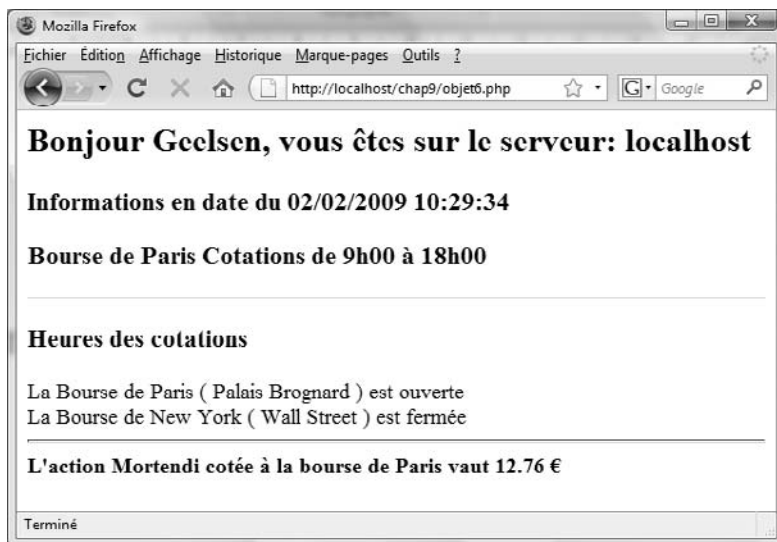 Mozilla Firefox
Fichier Édition Affichage Historique Marque-pages Outils ?
http://localhost/chap9/objet6.php
G Google
Bonjour Geelsen, vous êtes sur le serveur: localhost
Informations en date du 02/02/2009 10:29:34
Bourse de Paris Cotations de 9h00 à 18h00
Heures des cotations
La Bourse de Paris ( Palais Brognard ) est ouverte
La Bourse de New York ( Wall Street ) est fermée
L'action Mortendi cotée à la bourse de Paris vaut 12.76 €
Terminé